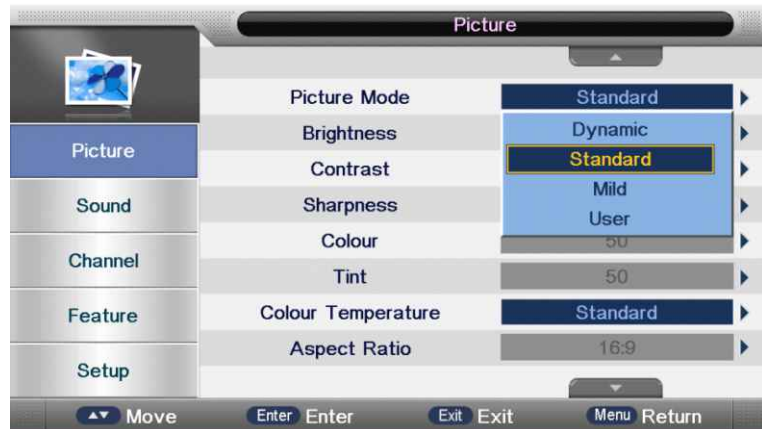 Picture
Picture Mode Standard
Brightness Dynamic
Contrast Standard
Sharpness Mild
User
Colour 50
Tint 50
Colour Temperature Standard
Aspect Ratio 16:9
Picture
Sound
Channel
Feature
Setup
Move Enter Enter Exit Exit Menu Return